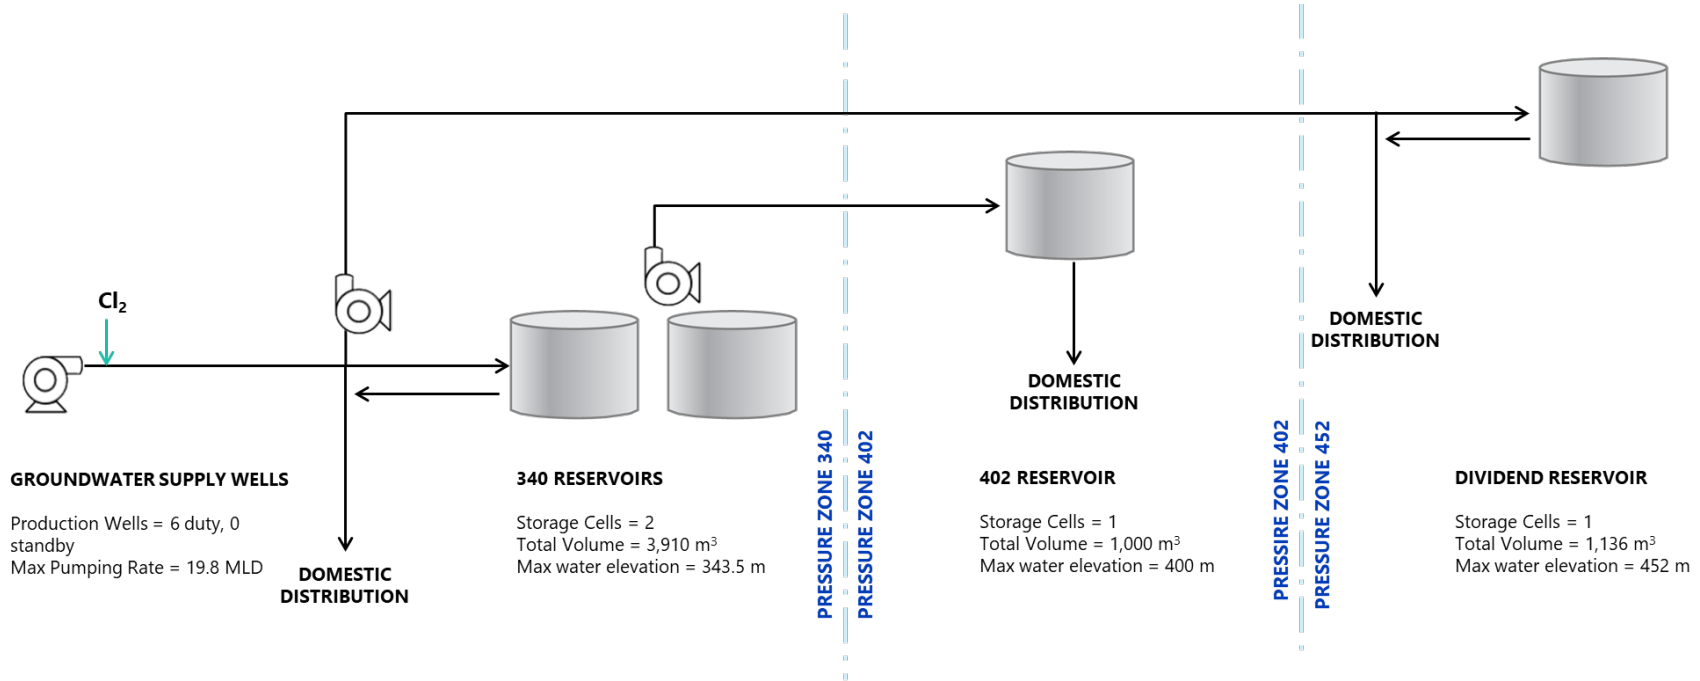 Cl₂
DOMESTIC
DISTRIBUTION
DOMESTIC
DISTRIBUTION
GROUNDWATER SUPPLY WELLS
Production Wells = 6 duty, 0
standby
Max Pumping Rate = 19.8 MLD
DOMESTIC
DISTRIBUTION
340 RESERVOIRS
Storage Cells = 2
Total Volume = 3,910 m³
Max water elevation = 343.5 m
PRESSURE ZONE 340
PRESSURE ZONE 402
402 RESERVOIR
Storage Cells = 1
Total Volume = 1,000 m³
Max water elevation = 400 m
PRESSIRE ZONE 402
PRESSURE ZONE 452
DIVIDEND RESERVOIR
Storage Cells = 1
Total Volume = 1,136 m³
Max water elevation = 452 m